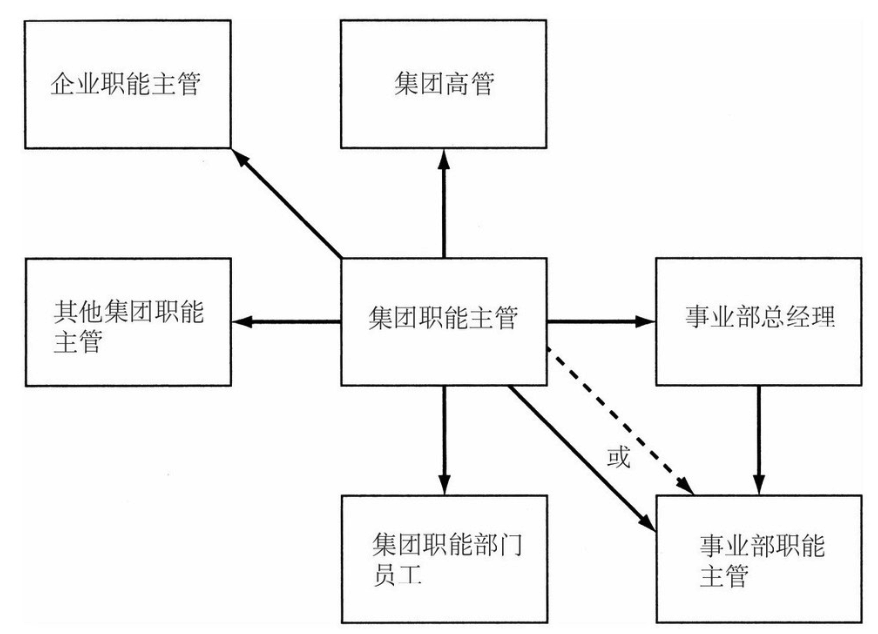 企业职能主管
集团高管
其他集团职能
主管
集团职能主管
事业部总经理
或
集团职能部门
员工
事业部职能
主管